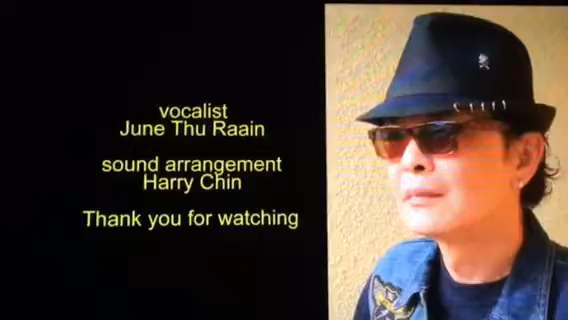 vocalist
June Thu Raain
sound arrangement
Harry Chin
Thank you for watching